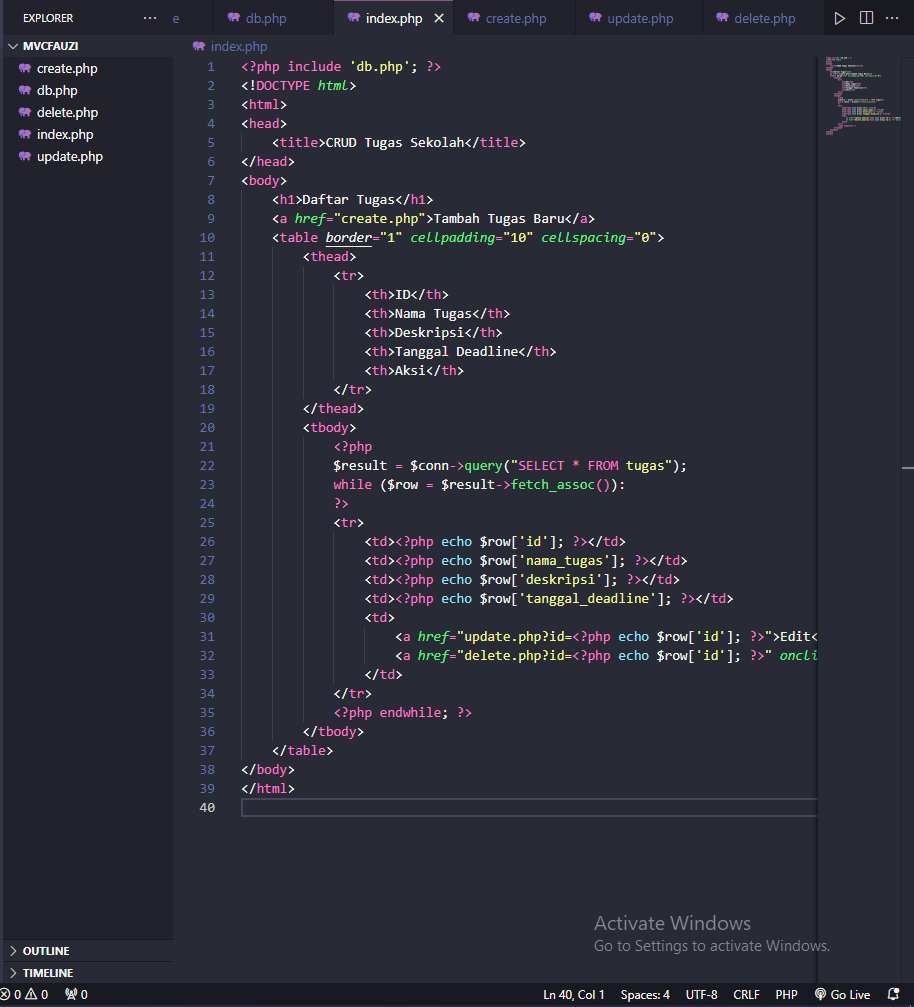 EXPLORER ··· e db.php index.php create.php update.php delete.php ···
MVCFAUZI
create.php
db.php
delete.php
index.php
update.php
index.php
1 <?php include 'db.php'; ?>
2 <!DOCTYPE html>
3 <html>
4 <head>
5     <title>CRUD Tugas Sekolah</title>
6 </head>
7 <body>
8     <h1>Daftar Tugas</h1>
9     <a href="create.php">Tambah Tugas Baru</a>
10     <table border="1" cellpadding="10" cellspacing="0">
11         <thead>
12             <tr>
13                 <th>ID</th>
14                 <th>Nama Tugas</th>
15                 <th>Deskripsi</th>
16                 <th>Tanggal Deadline</th>
17                 <th>Aksi</th>
18             </tr>
19         </thead>
20         <tbody>
21             <?php
22             $result = $conn->query("SELECT * FROM tugas");
23             while ($row = $result->fetch_assoc()):
24             ?>
25             <tr>
26                 <td><?php echo $row['id']; ?></td>
27                 <td><?php echo $row['nama_tugas']; ?></td>
28                 <td><?php echo $row['deskripsi']; ?></td>
29                 <td><?php echo $row['tanggal_deadline']; ?></td>
30                 <td>
31                     <a href="update.php?id=<?php echo $row['id']; ?>">Edit<
32                     <a href="delete.php?id=<?php echo $row['id']; ?>" oncli
33                 </td>
34             </tr>
35             <?php endwhile; ?>
36         </tbody>
37     </table>
38 </body>
39 </html>
40
Activate Windows
Go to Settings to activate Windows.
OUTLINE
TIMELINE
0 0 0 Ln 40, Col 1 Spaces: 4 UTF-8 CRLF PHP Go Live